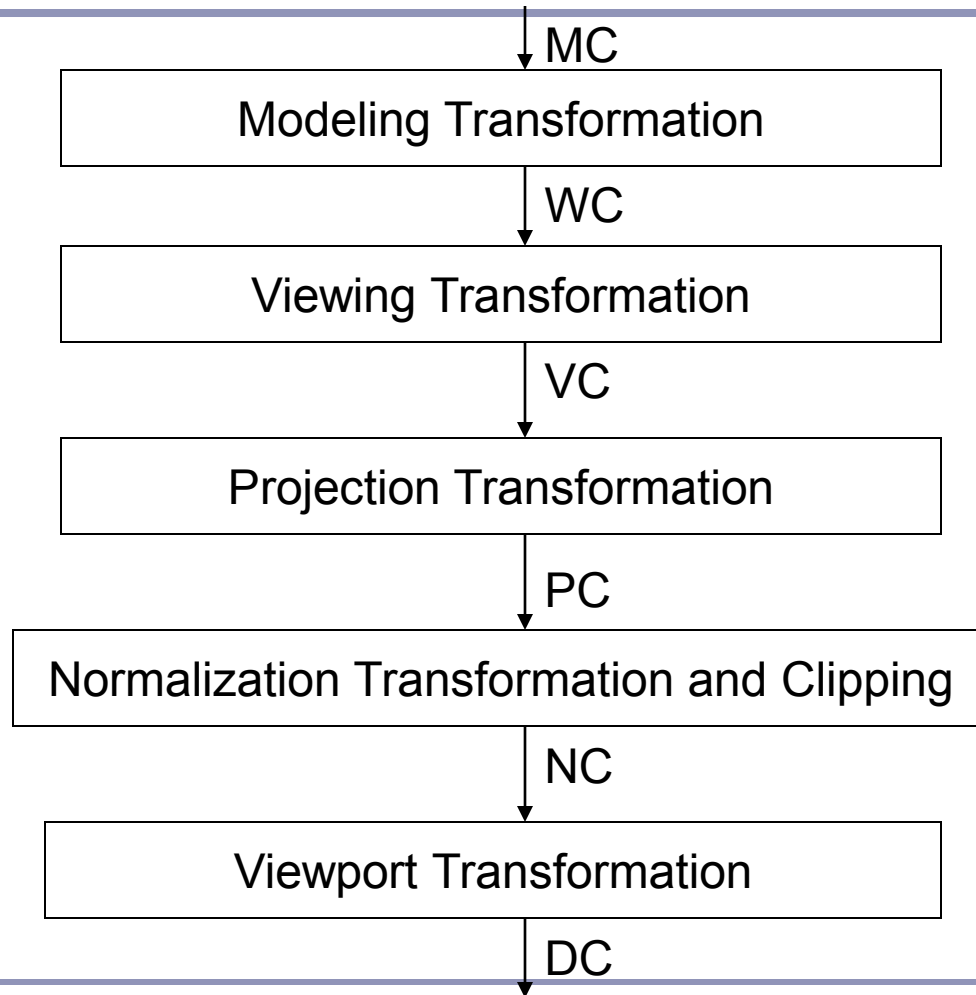 MC
Modeling Transformation
WC
Viewing Transformation
VC
Projection Transformation
PC
Normalization Transformation and Clipping
NC
Viewport Transformation
DC